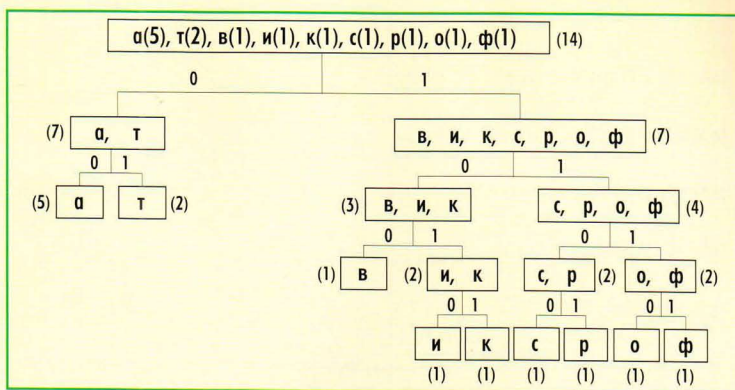 а(5), т(2), в(1), и(1), к(1), с(1), р(1), о(1), ф(1) (14)
0 1
(7) а, т в, и, к, с, р, о, ф (7)
0 1 0 1
(5) а т (2) (3) в, и, к с, р, о, ф (4)
0 1 0 1
(1) в (2) и, к с, р (2) о, ф (2)
0 1 0 1 0 1
и к с р о ф
(1) (1) (1) (1) (1) (1)